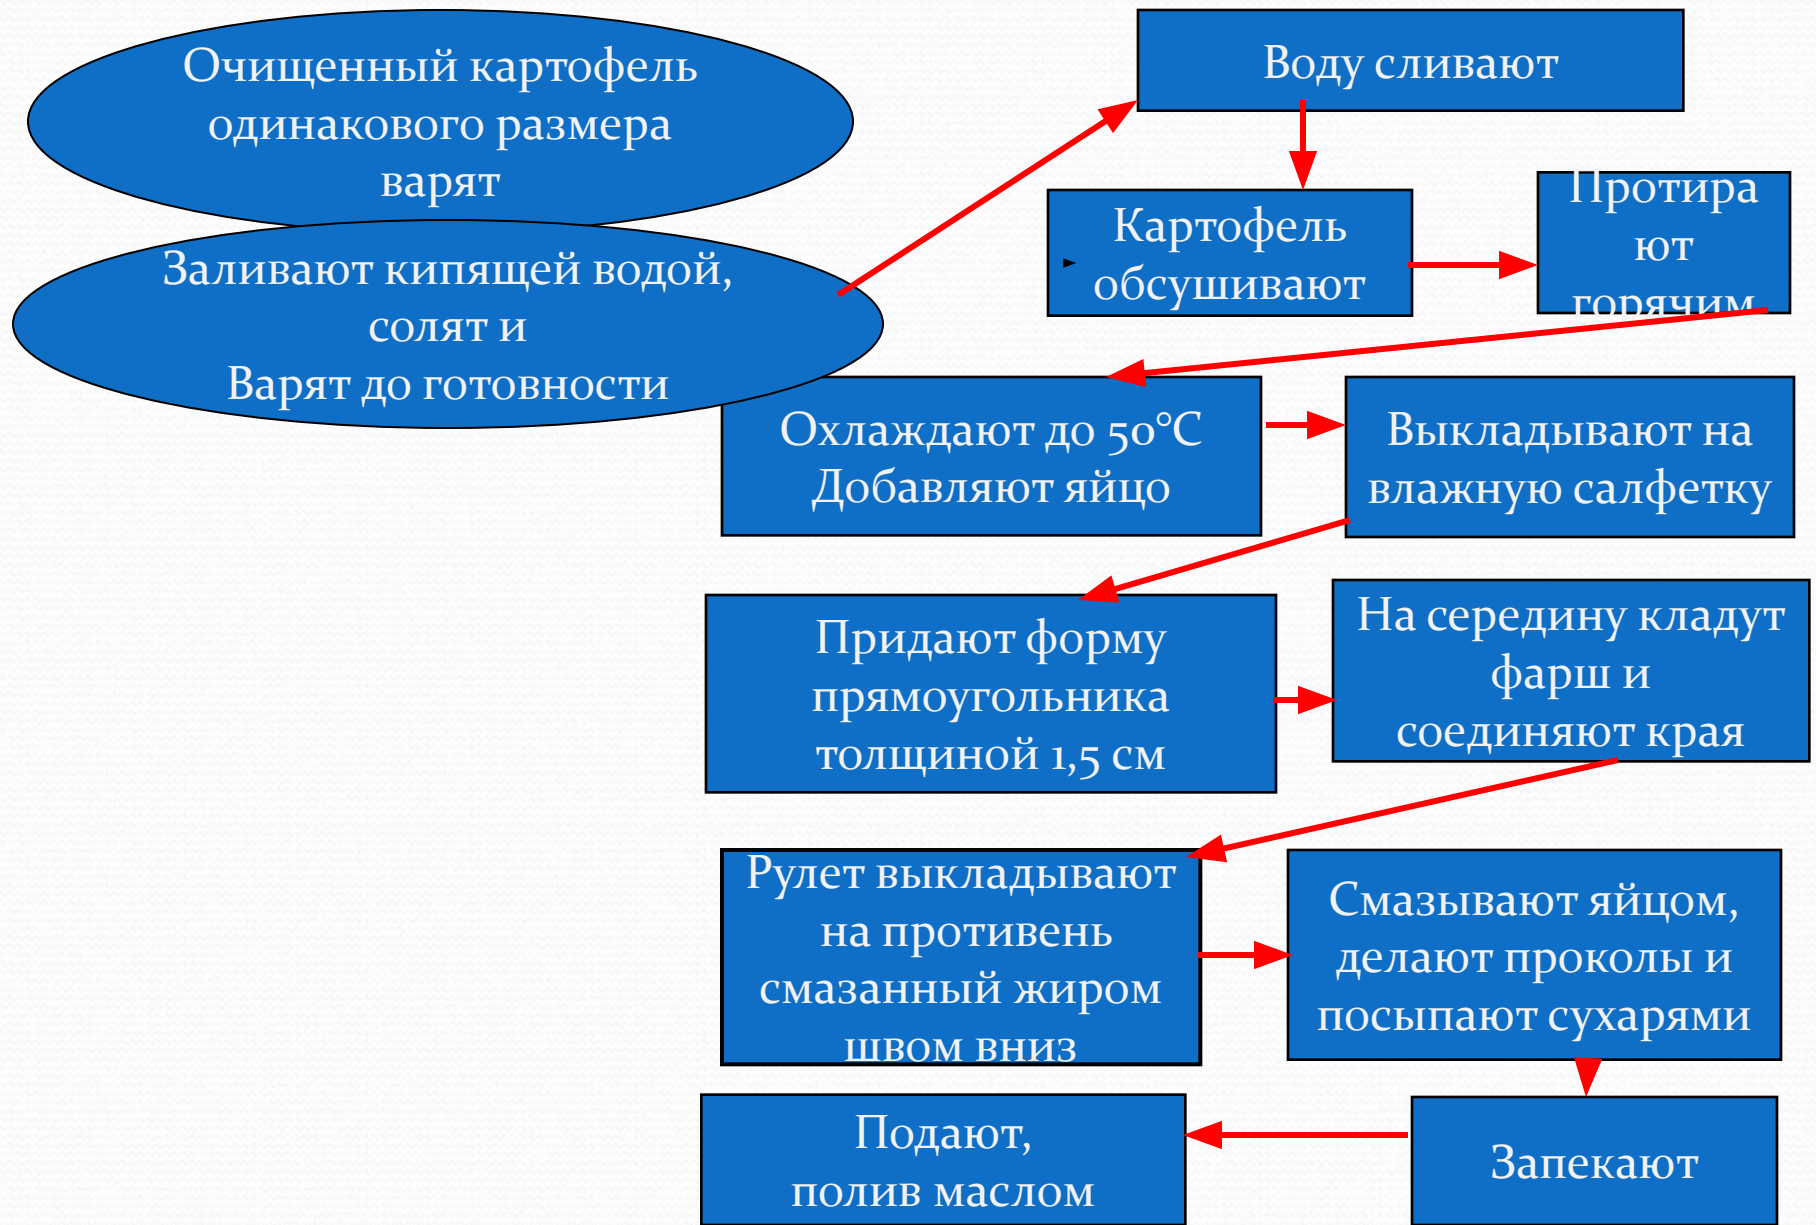 Очищенный картофель
одинакового размера
варят
Заливают кипящей водой,
солят и
Варят до готовности
Воду сливают
Картофель
обсушивают
Протира
ют
горячим
Охлаждают до 50°С
Добавляют яйцо
Выкладывают на
влажную салфетку
Придают форму
прямоугольника
толщиной 1,5 см
На середину кладут
фарш и
соединяют края
Рулет выкладывают
на противень
смазанный жиром
швом вниз
Смазывают яйцом,
делают проколы и
посыпают сухарями
Запекают
Подают,
полив маслом